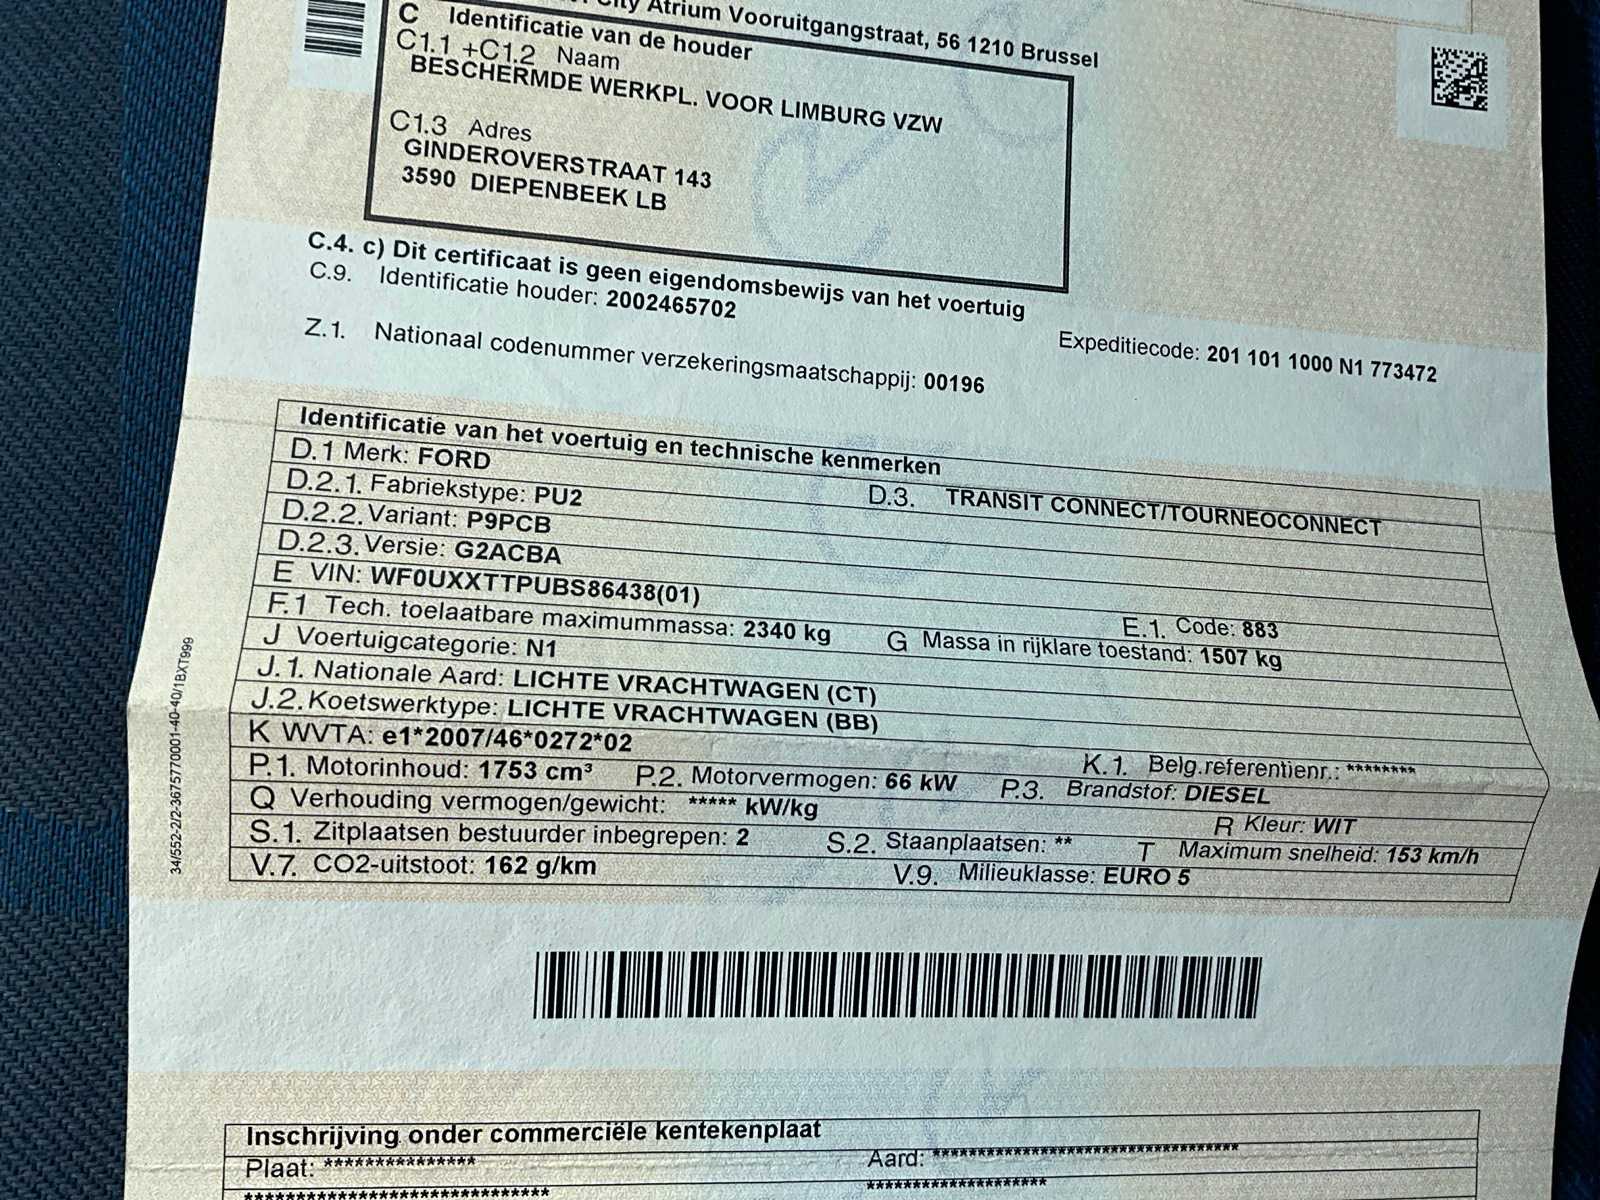 City Atrium Vooruitgangstraat, 56 1210 Brussel
C Identificatie van de houder
C1.1 +C1.2 Naam
BESCHERMDE WERKPL. VOOR LIMBURG VZW
C1.3 Adres
GINDEROVERSTRAAT 143
3590 DIEPENBEEK LB
C.4. c) Dit certificaat is geen eigendomsbewijs van het voertuig
C.9. Identificatie houder: 2002465702
Expeditiecode: 201 101 1000 N1 773472
Z.1. Nationaal codenummer verzekeringsmaatschappij: 00196
Identificatie van het voertuig en technische kenmerken
D.1 Merk: FORD
D.2.1. Fabriekstype: PU2 D.3. TRANSIT CONNECT/TOURNEOCONNECT
D.2.2. Variant: P9PCB
D.2.3. Versie: G2ACBA
E VIN: WF0UXXTTPUBS86438(01) E.1. Code: 883
F.1 Tech. toelaatbare maximummassa: 2340 kg G Massa in rijklare toestand: 1507 kg
J Voertuigcategorie: N1
J.1. Nationale Aard: LICHTE VRACHTWAGEN (CT)
J.2. Koetswerktype: LICHTE VRACHTWAGEN (BB)
K WVTA: e1*2007/46*0272*02 K.1. Belg.referentienr.: ********
P.1. Motorinhoud: 1753 cm³ P.2. Motorvermogen: 66 kW P.3. Brandstof: DIESEL
Q Verhouding vermogen/gewicht: ***** kW/kg R Kleur: WIT
S.1. Zitplaatsen bestuurder inbegrepen: 2 S.2. Staanplaatsen: ** T Maximum snelheid: 153 km/h
V.7. CO2-uitstoot: 162 g/km V.9. Milieuklasse: EURO 5
34/552-2/2-3675770001-40-40/1BXT999
Inschrijving onder commerciële kentekenplaat
Plaat: *************** Aard: ******************************
****************************** ********************